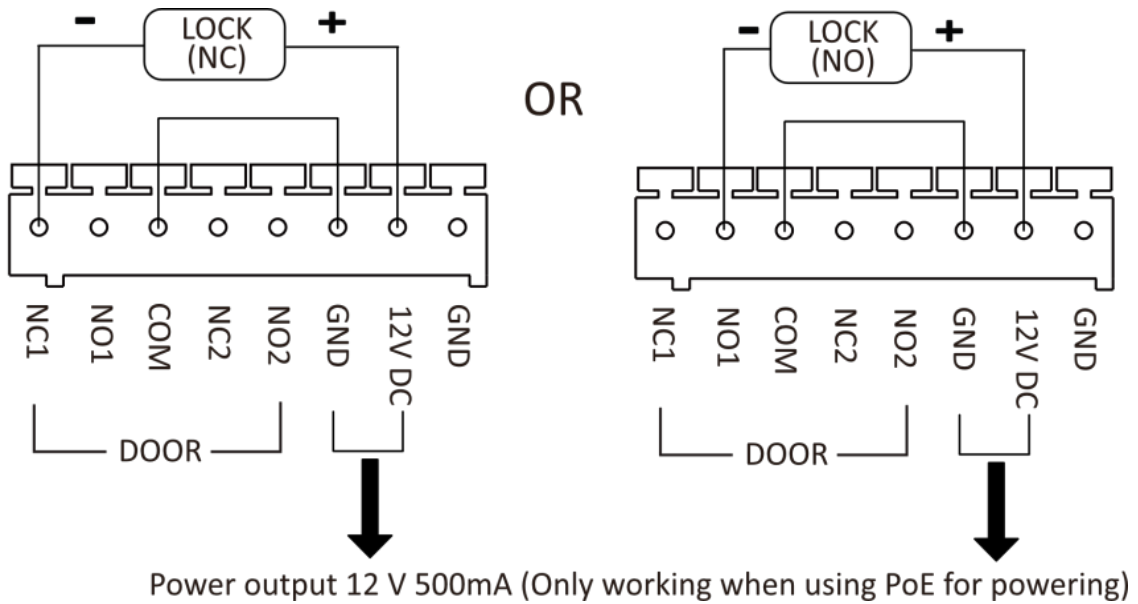 - LOCK +
(NC)
- LOCK +
(NO)
OR
NC1 NO1 COM NC2 NO2 GND 12V DC GND
NC1 NO1 COM NC2 NO2 GND 12V DC GND
DOOR
DOOR
Power output 12 V 500mA (Only working when using PoE for powering)